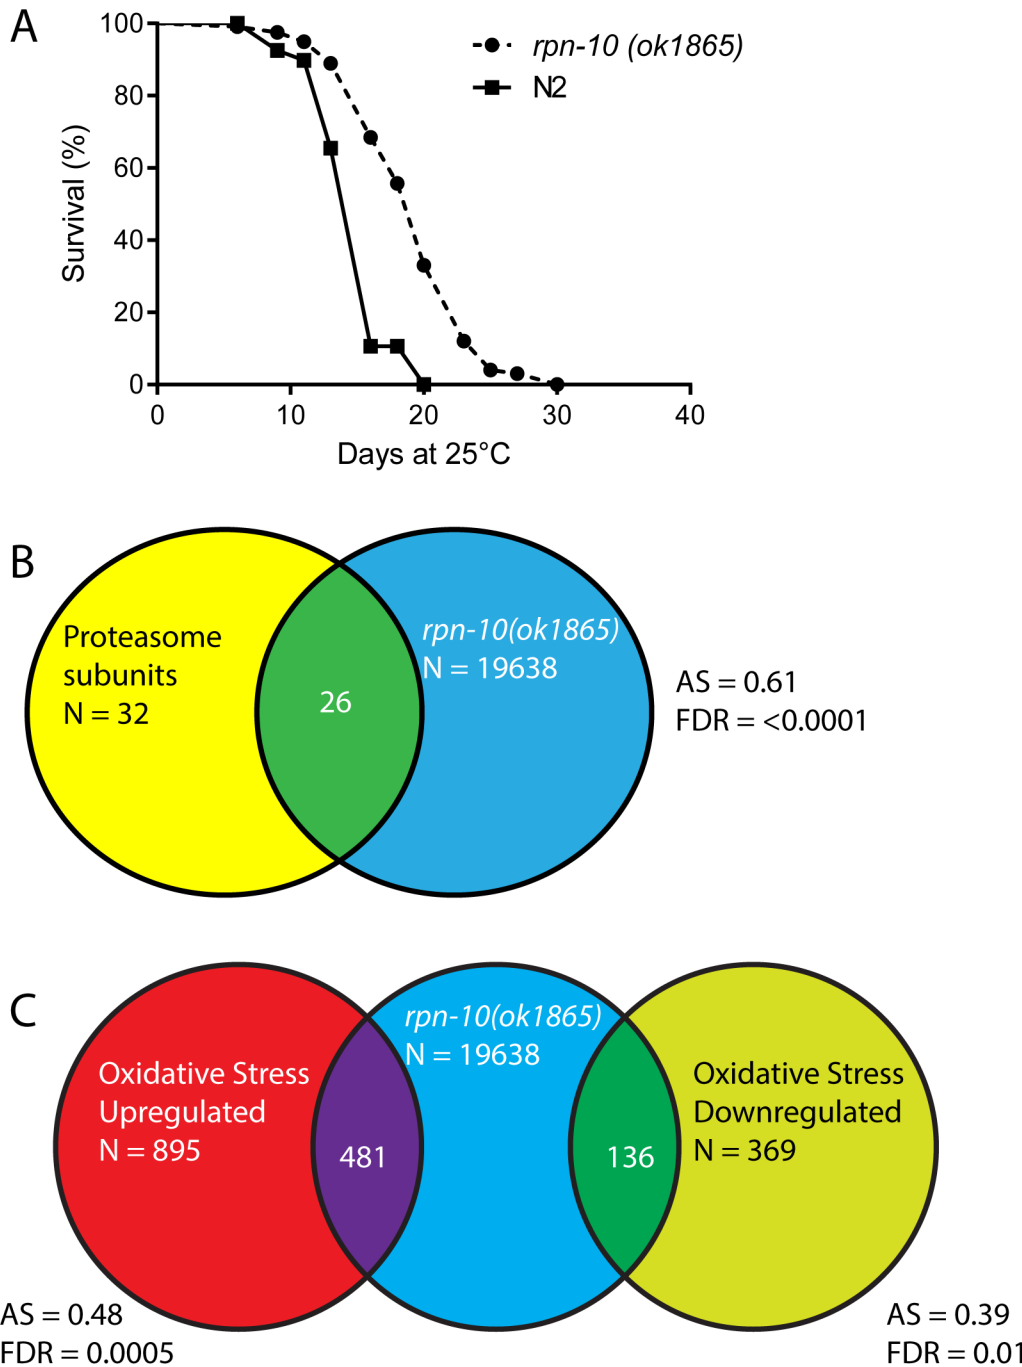 A
100
80
60
40
20
0
Survival (%)
0 10 20 30 40
Days at 25°C
rpn-10 (ok1865)
N2
B
Proteasome
subunits
N = 32
26
rpn-10(ok1865)
N = 19638
AS = 0.61
FDR = <0.0001
C
Oxidative Stress
Upregulated
N = 895
481
rpn-10(ok1865)
N = 19638
136
Oxidative Stress
Downregulated
N = 369
AS = 0.48
FDR = 0.0005
AS = 0.39
FDR = 0.01